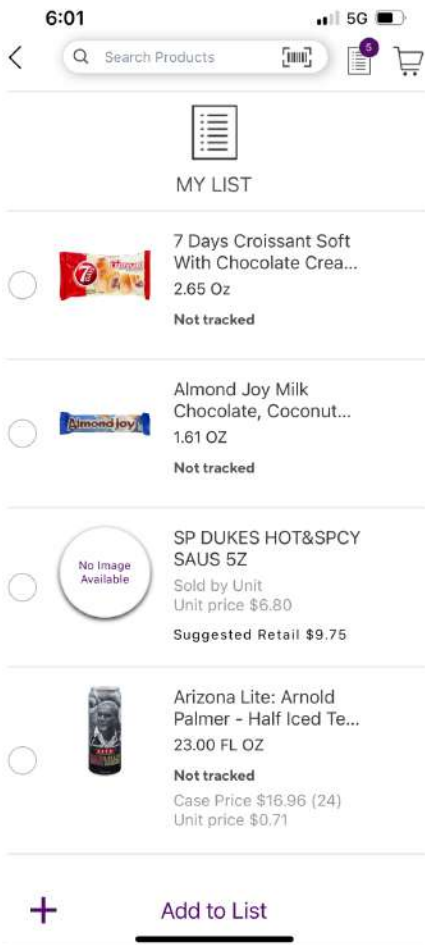 6:01
5G
Search Products
5
MY LIST
7 Days Croissant Soft
With Chocolate Crea...
2.65 Oz
Not tracked
Almond Joy Milk
Chocolate, Coconut...
1.61 OZ
Not tracked
Almond Joy
SP DUKES HOT&SPCY
SAUS 5Z
No Image
Available
Sold by Unit
Unit price $6.80
Suggested Retail $9.75
Arizona Lite: Arnold
Palmer - Half Iced Te...
23.00 FL OZ
Not tracked
Case Price $16.96 (24)
Unit price $0.71
+
Add to List